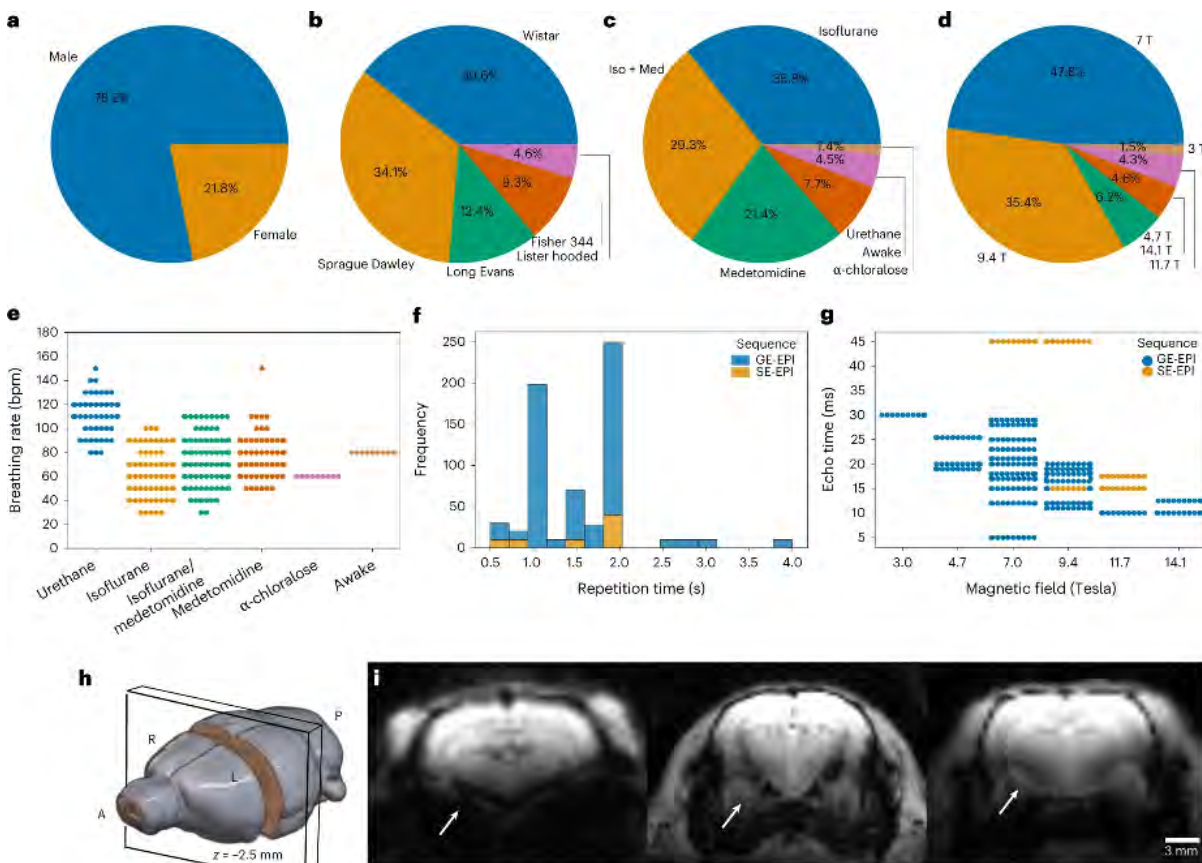 a
Male
78.2%
21.8%
Female
b
Wistar
34.1%
4.6%
12.4%
Sprague Dawley
Long Evans
Fisher 344
Lister hooded
c
Isoflurane
35.8%
Iso + Med
29.3%
1.4%
4.5%
7.7%
21.4%
Medetomidine
Urethane
Awake
α-chloralose
d
7 T
47.8%
1.5%
4.3%
4.6%
6.2%
35.4%
3 T
9.4 T
4.7 T
14.1 T
11.7 T
e
Breathing rate (bpm)
180
160
140
120
100
80
60
40
20
0
Urethane
Isoflurane
Isoflurane/
medetomidine
Medetomidine
α-chloralose
Awake
f
Frequency
250
200
150
100
50
0
Sequence
GE-EPI
SE-EPI
0.5 1.0 1.5 2.0 2.5 3.0 3.5 4.0
Repetition time (s)
g
Echo time (ms)
45
40
35
30
25
20
15
10
5
Sequence
GE-EPI
SE-EPI
3.0 4.7 7.0 9.4 11.7 14.1
Magnetic field (Tesla)
h
P
R
L
A
z = −2.5 mm
i
3 mm